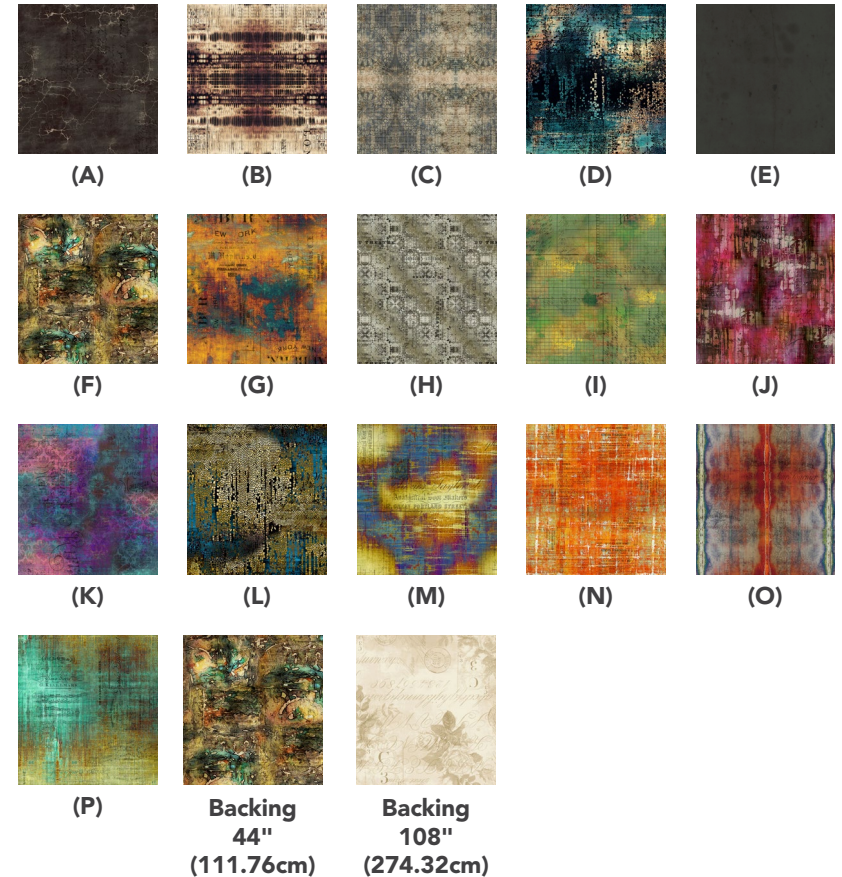 (A)
(B)
(C)
(D)
(E)
(F)
(G)
(H)
(I)
(J)
(K)
(L)
(M)
(N)
(O)
(P)
Backing
44"
(111.76cm)
Backing
108"
(274.32cm)